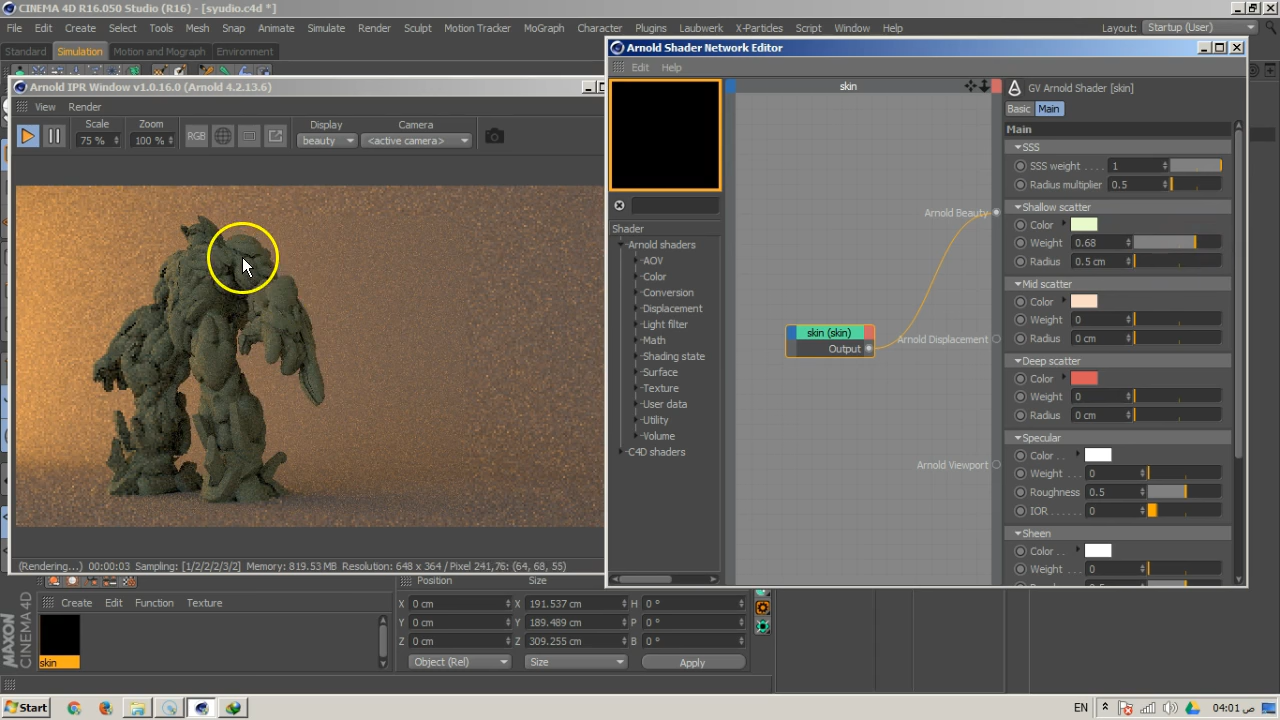 CINEMA 4D R16.050 Studio (R16) - [syudio.c4d *]
File Edit Create Select Tools Mesh Snap Animate Simulate Render Sculpt Motion Tracker MoGraph Character Plugins Laubwerk X-Particles Script Window Help Layout: Startup (User)
Standard Simulation Motion and Mograph Environment
Arnold IPR Window v1.0.16.0 (Arnold 4.2.13.6)
View Render
Scale Zoom Display Camera
75 % 100 % RGB beauty <active camera>
(Rendering...) 00:00:03 Sampling: [1/2/2/2/3/2] Memory: 819.53 MB Resolution: 648 x 364 / Pixel 241,76: (64, 68, 55)
Arnold Shader Network Editor
Edit Help
Shader
Arnold shaders
AOV
Color
Conversion
Displacement
Light filter
Math
Shading state
Surface
Texture
User data
Utility
Volume
C4D shaders
skin
Arnold Beauty
skin (skin)
Output
Arnold Displacement
Arnold Viewport
GV Arnold Shader [skin]
Basic Main
Main
SSS
SSS weight . . . . 1
Radius multiplier 0.5
Shallow scatter
Color
Weight 0.68
Radius 0.5 cm
Mid scatter
Color
Weight 0
Radius 0 cm
Deep scatter
Color
Weight 0
Radius 0 cm
Specular
Color . .
Weight . 0
Roughness 0.5
IOR . . . . . . 0
Sheen
Color . .
Weight . 0
Create Edit Function Texture
skin
Position Size
X 0 cm X 191.537 cm H 0 °
Y 0 cm Y 189.489 cm P 0 °
Z 0 cm Z 309.255 cm B 0 °
Object (Rel) Size Apply
MAXON
CINEMA 4D
Start EN 04:01 ص